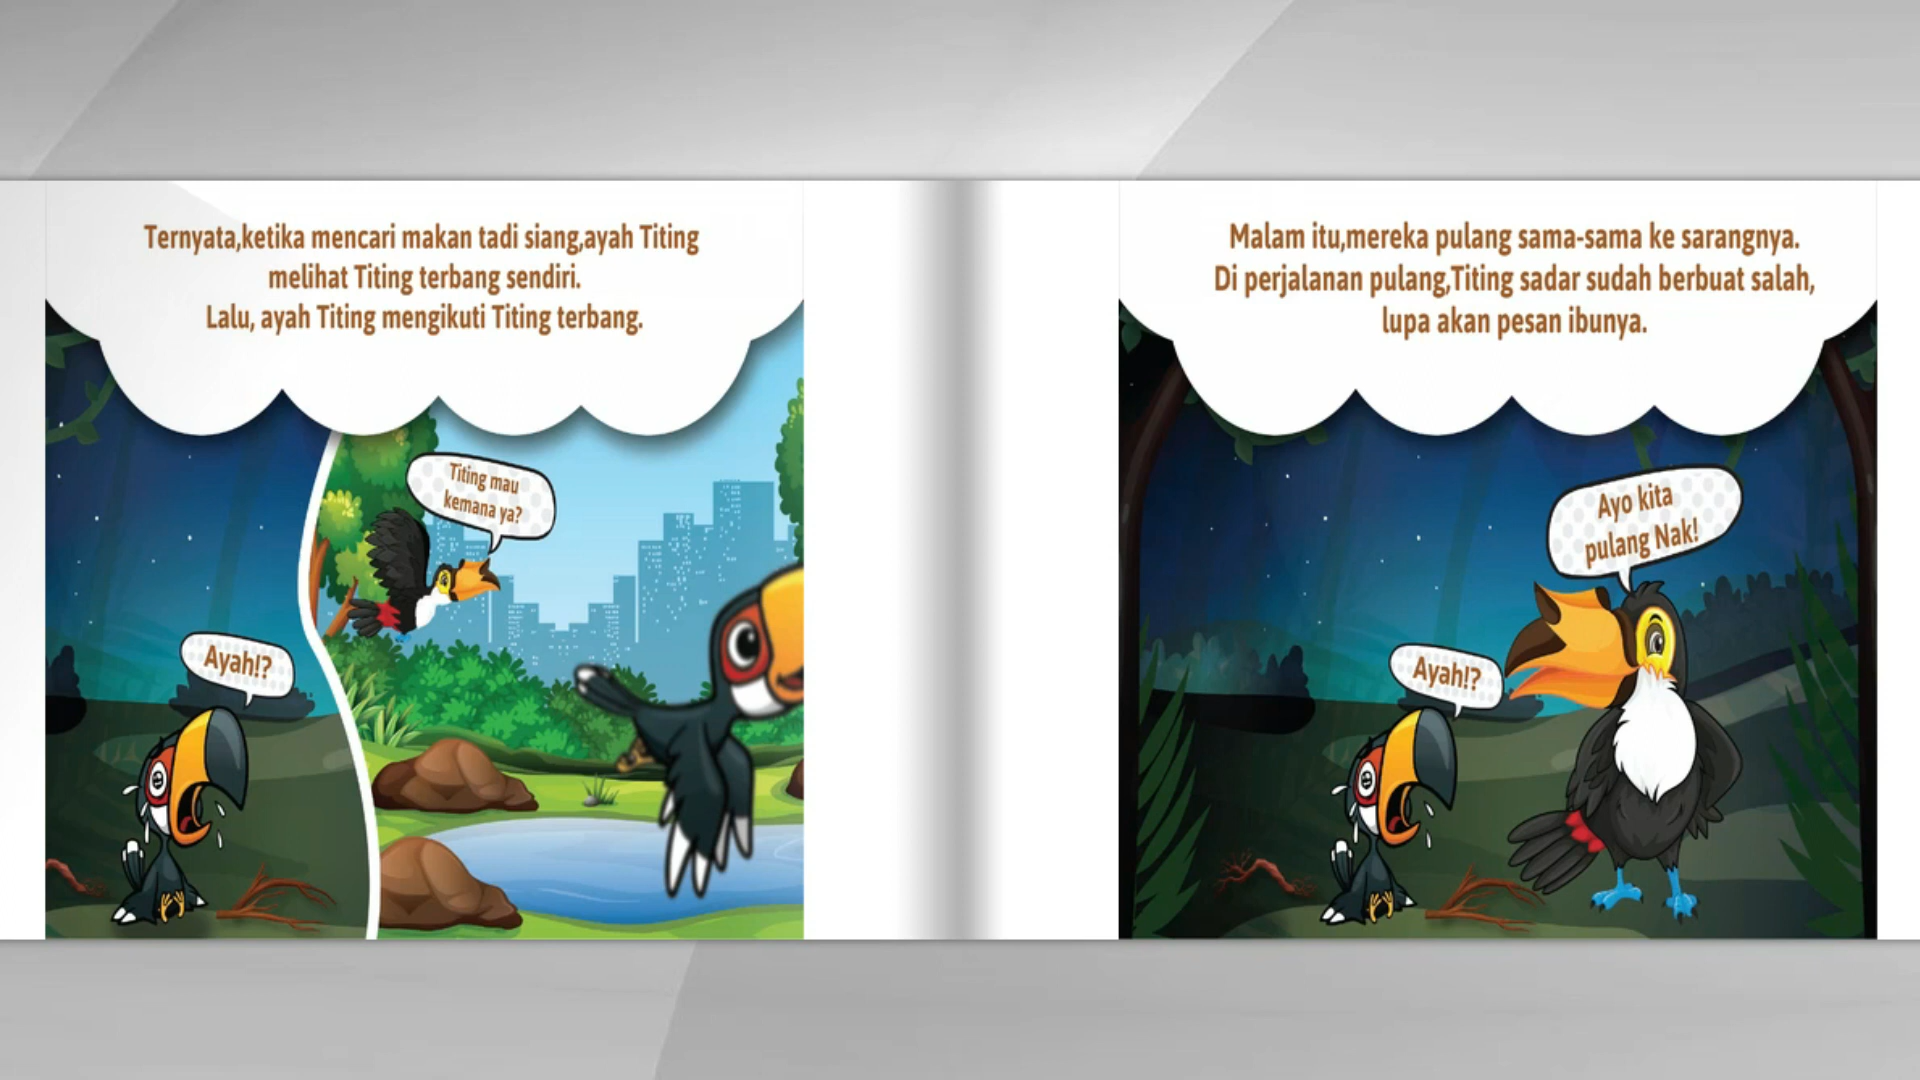 Ternyata,ketika mencari makan tadi siang,ayah Titing
melihat Titing terbang sendiri.
Lalu, ayah Titing mengikuti Titing terbang.
Titing mau
kemana ya?
Ayah!?
Malam itu,mereka pulang sama-sama ke sarangnya.
Di perjalanan pulang,Titing sadar sudah berbuat salah,
lupa akan pesan ibunya.
Ayo kita
pulang Nak!
Ayah!?